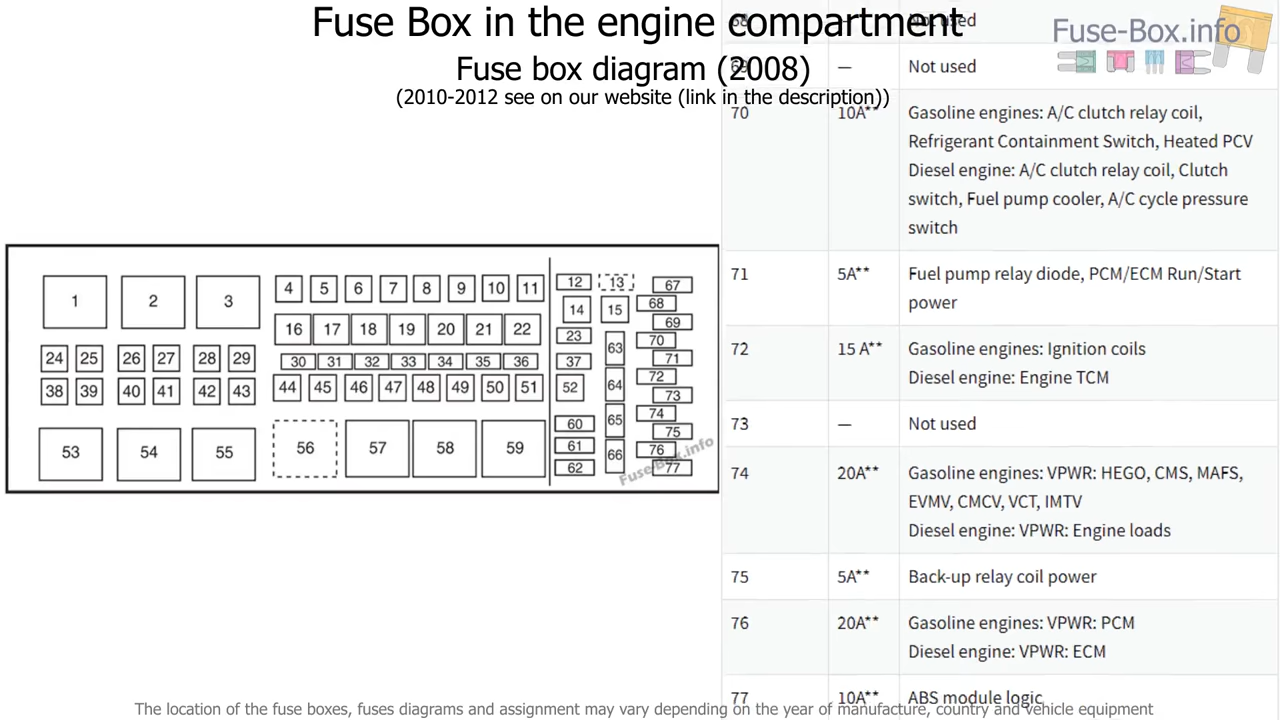 Fuse Box in the engine compartment
Fuse box diagram (2008)
(2010-2012 see on our website (link in the description))
Fuse-Box.info
68 — Not used
69 — Not used
70 10A** Gasoline engines: A/C clutch relay coil,
Refrigerant Containment Switch, Heated PCV
Diesel engine: A/C clutch relay coil, Clutch
switch, Fuel pump cooler, A/C cycle pressure
switch
71 5A** Fuel pump relay diode, PCM/ECM Run/Start
power
72 15 A** Gasoline engines: Ignition coils
Diesel engine: Engine TCM
73 — Not used
74 20A** Gasoline engines: VPWR: HEGO, CMS, MAFS,
EVMV, CMCV, VCT, IMTV
Diesel engine: VPWR: Engine loads
75 5A** Back-up relay coil power
76 20A** Gasoline engines: VPWR: PCM
Diesel engine: VPWR: ECM
77 10A** ABS module logic
1 2 3 4 5 6 7 8 9 10 11 12 13 67
14 15 68
16 17 18 19 20 21 22 23 69
24 25 26 27 28 29 30 31 32 33 34 35 36 37 63 70 71
38 39 40 41 42 43 44 45 46 47 48 49 50 51 52 64 72 73
53 54 55 56 57 58 59 60 65 74 75
61 66 76
62 77
Fuse-Box.info
The location of the fuse boxes, fuses diagrams and assignment may vary depending on the year of manufacture, country and vehicle equipment